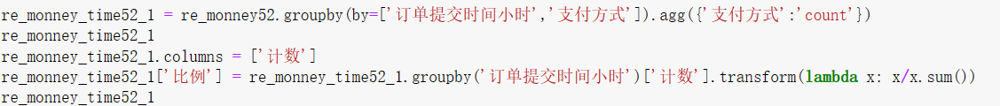 re_monney_time52_1 = re_monney52.groupby(by=['订单提交时间小时','支付方式']).agg({'支付方式':'count'})
re_monney_time52_1
re_monney_time52_1.columns = ['计数']
re_monney_time52_1['比例'] = re_monney_time52_1.groupby('订单提交时间小时')['计数'].transform(lambda x: x/x.sum())
re_monney_time52_1